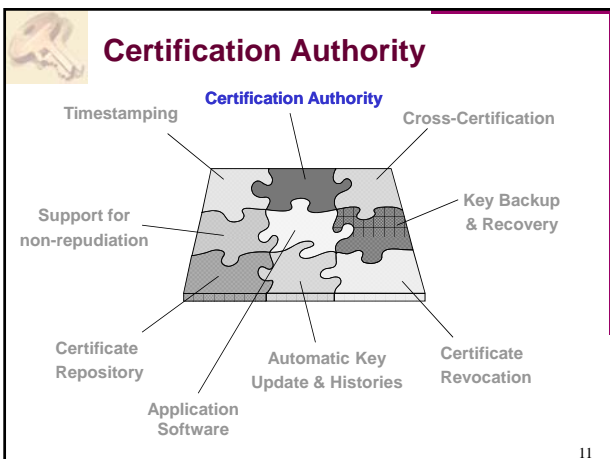 Certification Authority
Certification Authority
Timestamping
Cross-Certification
Key Backup
& Recovery
Support for
non-repudiation
Certificate
Repository
Automatic Key
Update & Histories
Certificate
Revocation
Application
Software
11